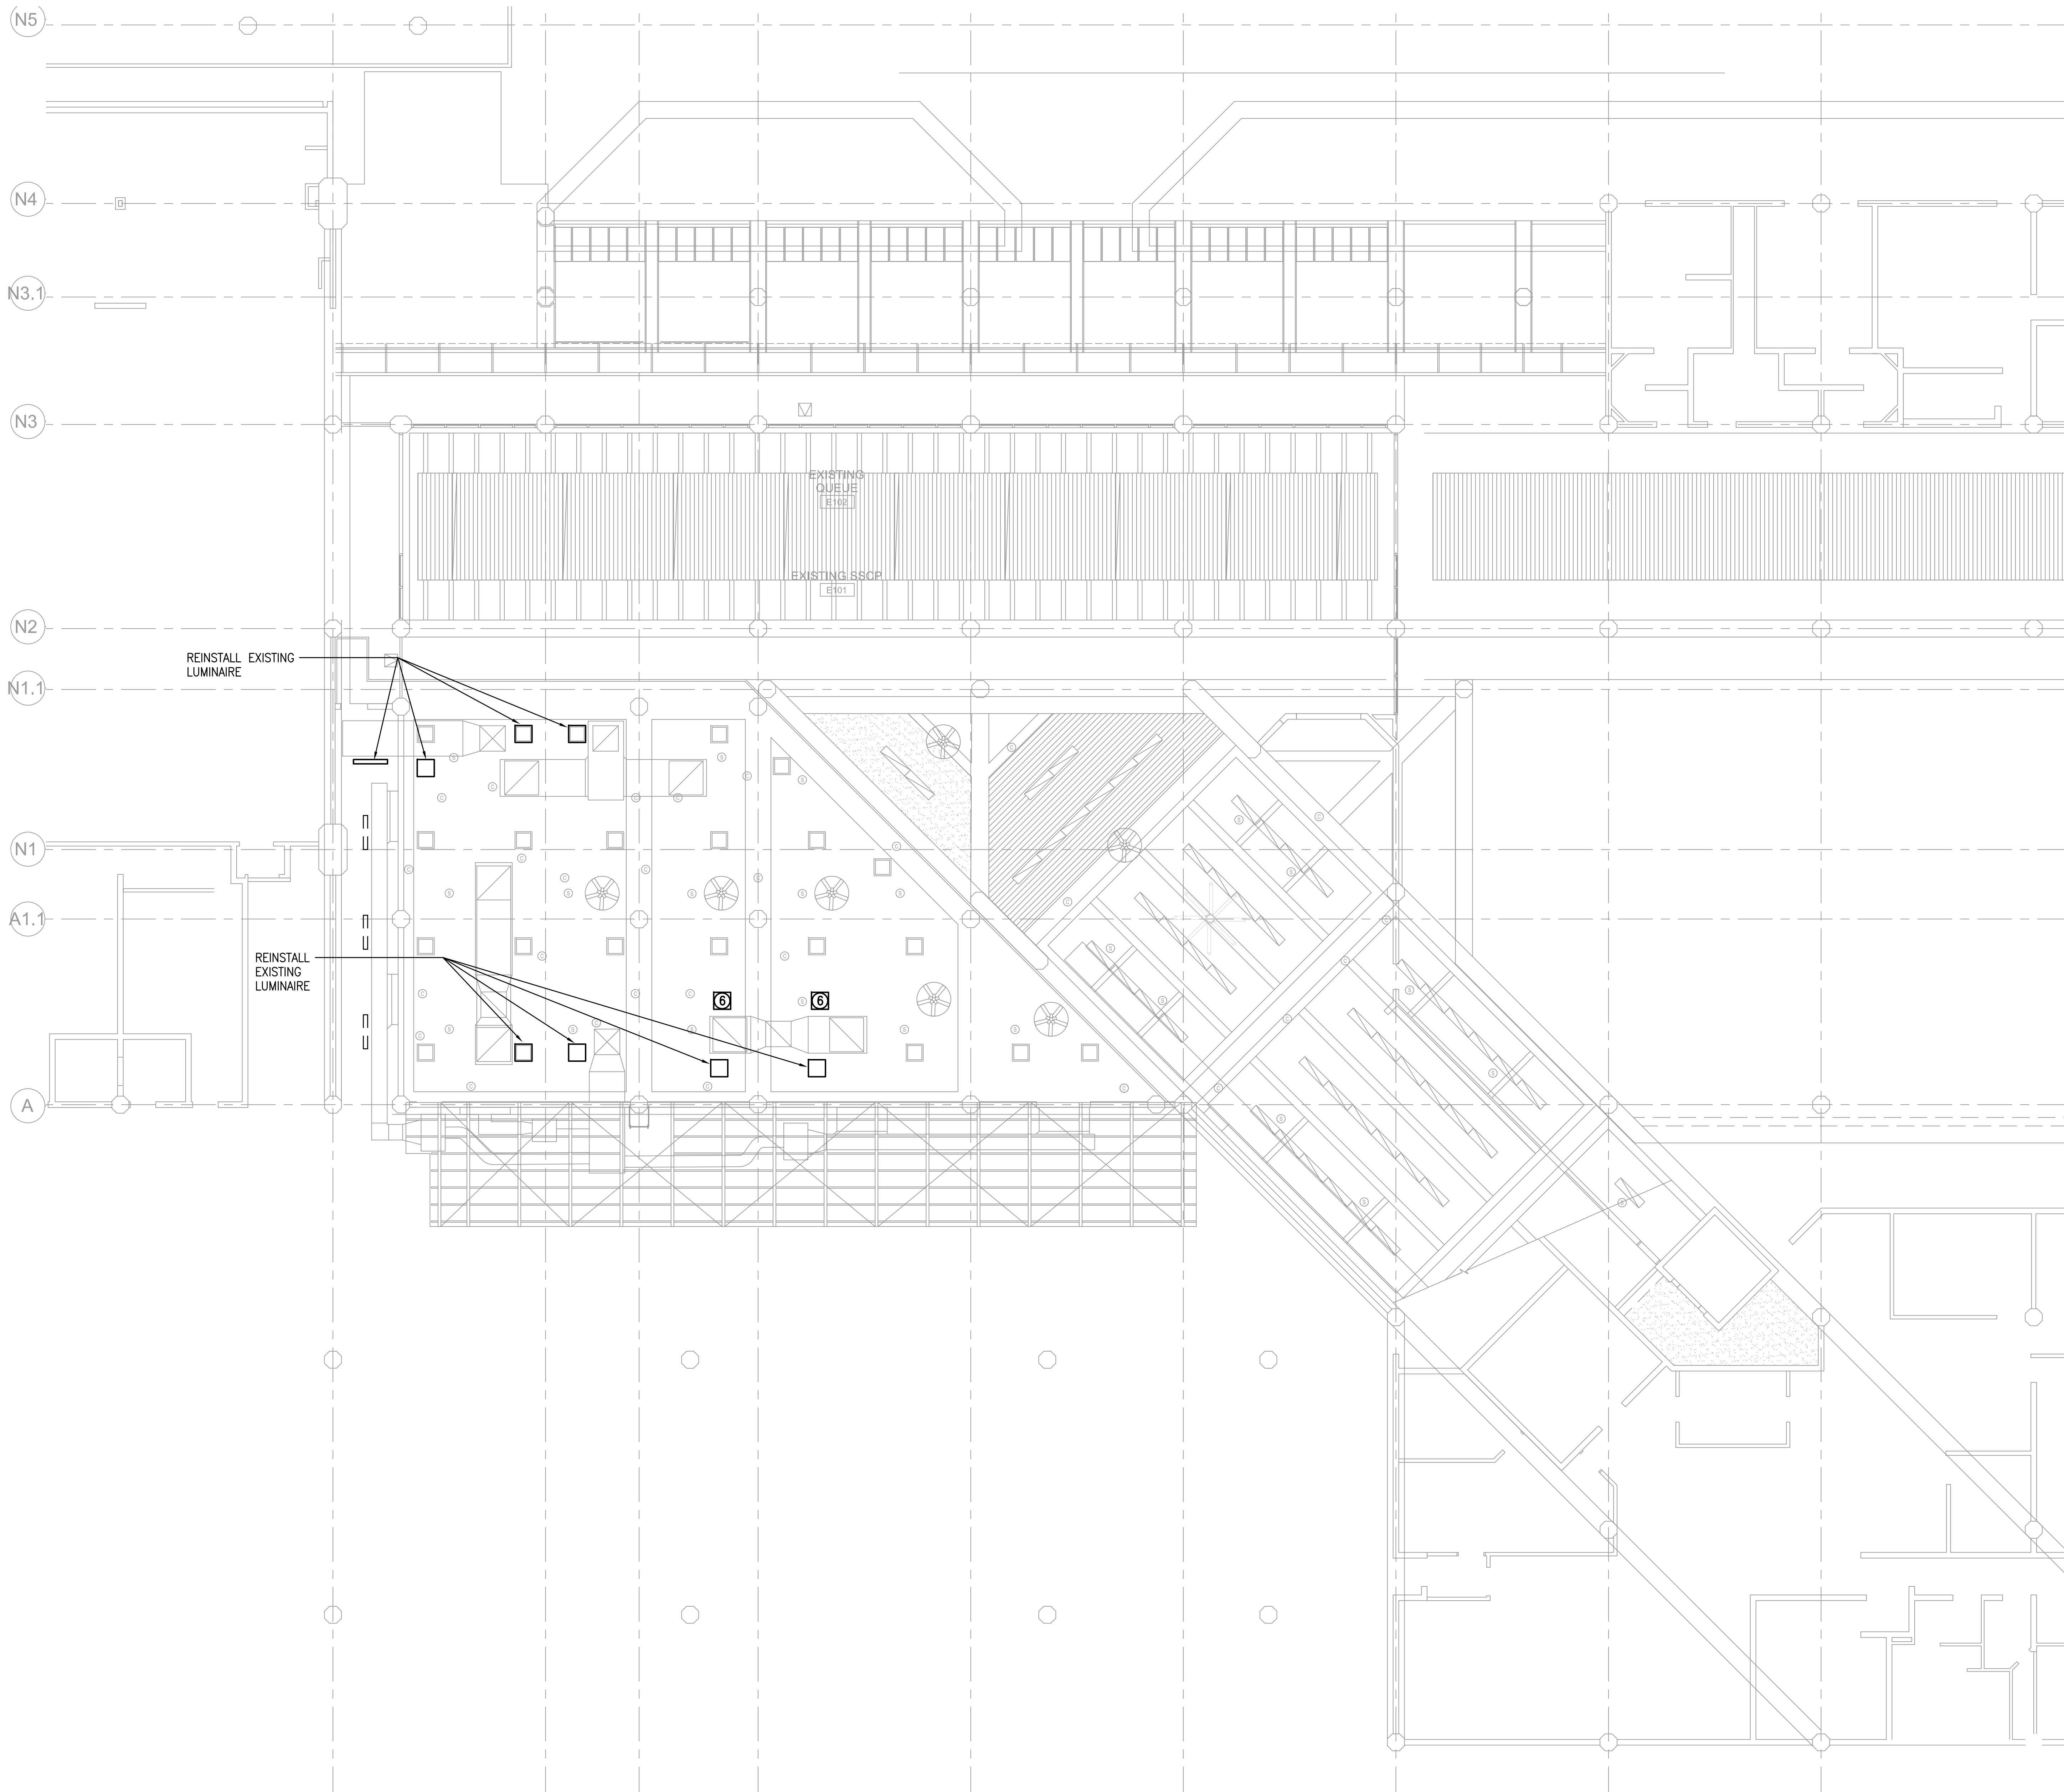 N5
N4
N3.1
N3
EXISTING
QUEUE
E102
EXISTING SSCP
E101
N2
REINSTALL EXISTING
LUMINAIRE
N1.1
N1
A1.1
REINSTALL
EXISTING
LUMINAIRE
6
6
A